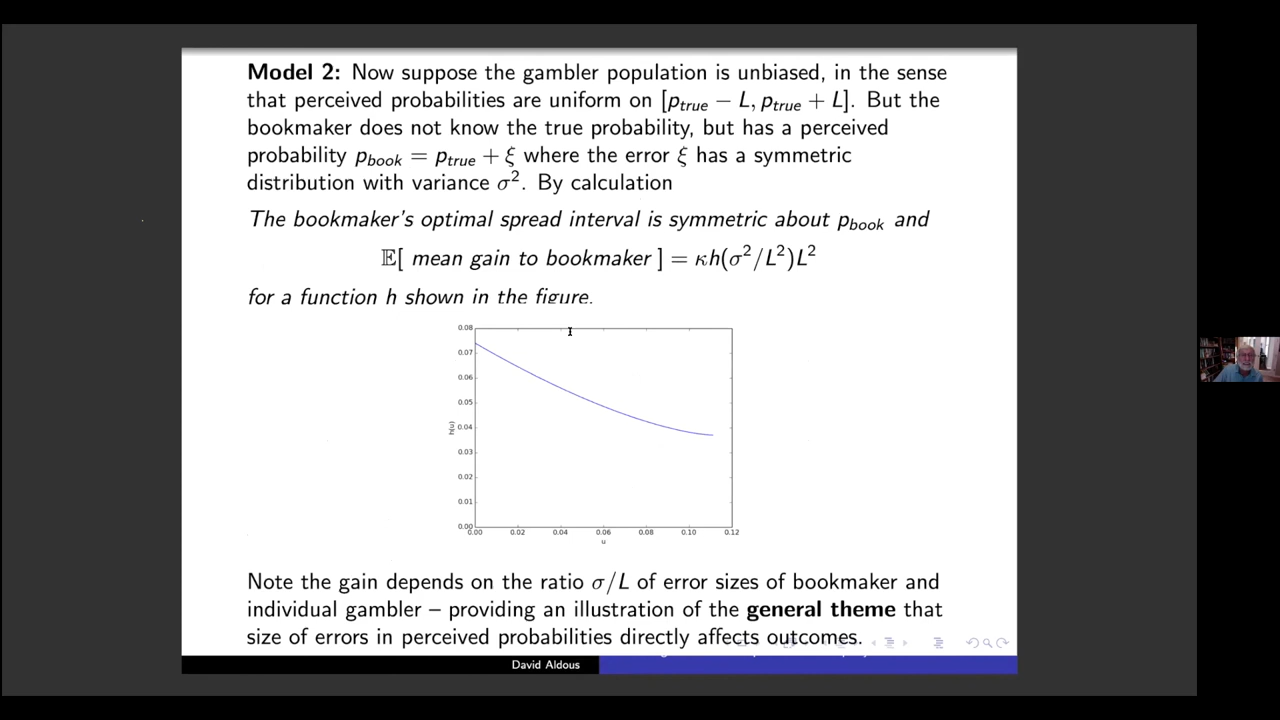 Model 2: Now suppose the gambler population is unbiased, in the sense
that perceived probabilities are uniform on [p_true − L, p_true + L]. But the
bookmaker does not know the true probability, but has a perceived
probability p_book = p_true + ξ where the error ξ has a symmetric
distribution with variance σ². By calculation
The bookmaker's optimal spread interval is symmetric about p_book and
𝔼[ mean gain to bookmaker ] = κh(σ²/L²)L²
for a function h shown in the figure.
0.08
0.07
0.06
0.05
h(u)
0.04
0.03
0.02
0.01
0.00
0.00 0.02 0.04 0.06 0.08 0.10 0.12
u
Note the gain depends on the ratio σ/L of error sizes of bookmaker and
individual gambler – providing an illustration of the general theme that
size of errors in perceived probabilities directly affects outcomes.
David Aldous